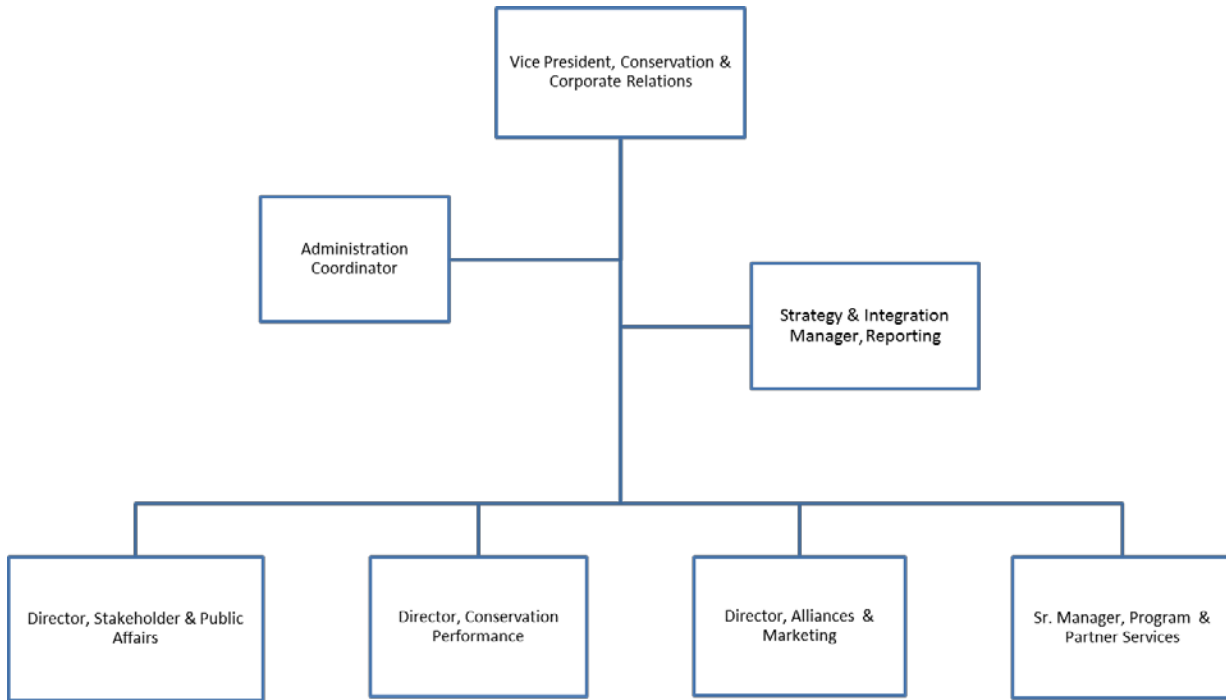 Vice President, Conservation &
Corporate Relations
Administration
Coordinator
Strategy & Integration
Manager, Reporting
Director, Stakeholder & Public
Affairs
Director, Conservation
Performance
Director, Alliances &
Marketing
Sr. Manager, Program &
Partner Services